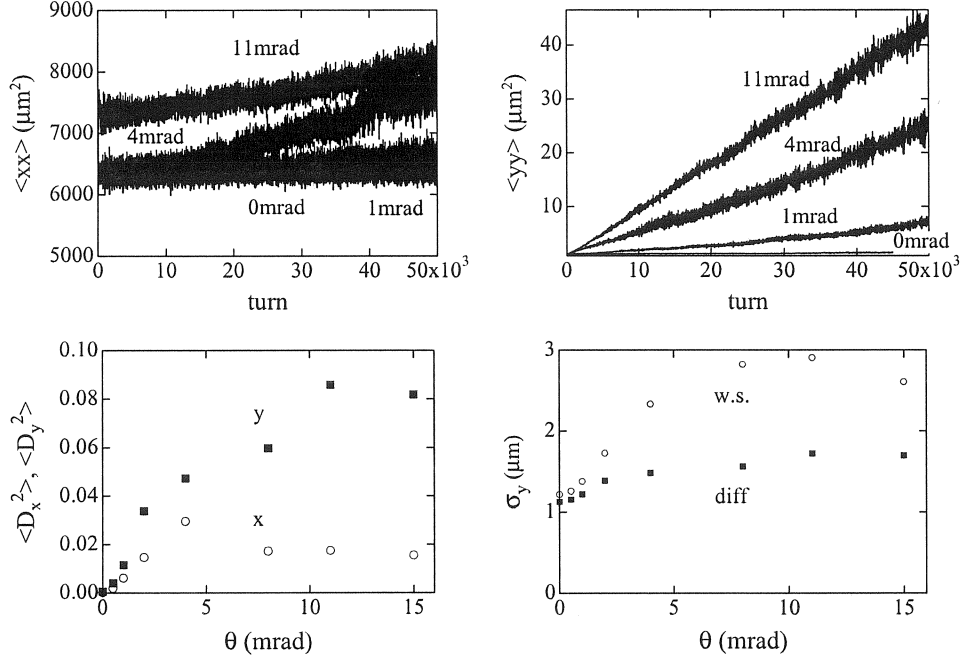 9000
8000
7000
6000
5000
<xx> (μm²)
11mrad
4mrad
0mrad
1mrad
0
10
20
30
40
50x10³
turn
40
30
20
10
<yy> (μm²)
11mrad
4mrad
1mrad
0mrad
0
10
20
30
40
50x10³
turn
0.10
0.08
0.06
0.04
0.02
0.00
<Dₓ²>, <D_y²>
y
x
0
5
10
15
θ (mrad)
3
2
1
0
σ_y (μm)
w.s.
diff
0
5
10
15
θ (mrad)